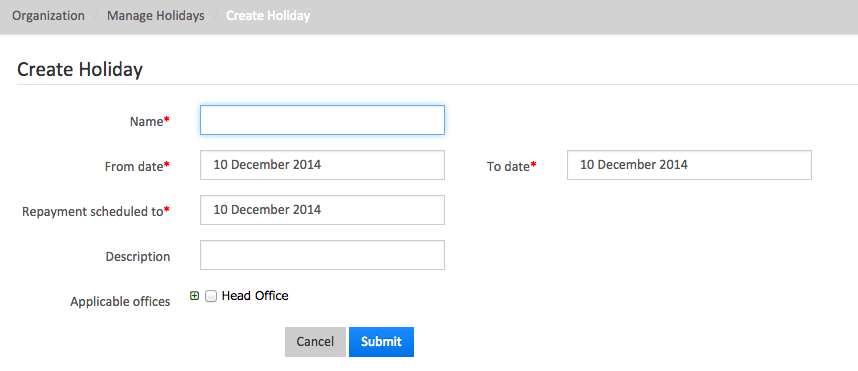 Organization / Manage Holidays / Create Holiday
Create Holiday
Name*
From date* 10 December 2014 To date* 10 December 2014
Repayment scheduled to* 10 December 2014
Description
Applicable offices Head Office
Cancel Submit